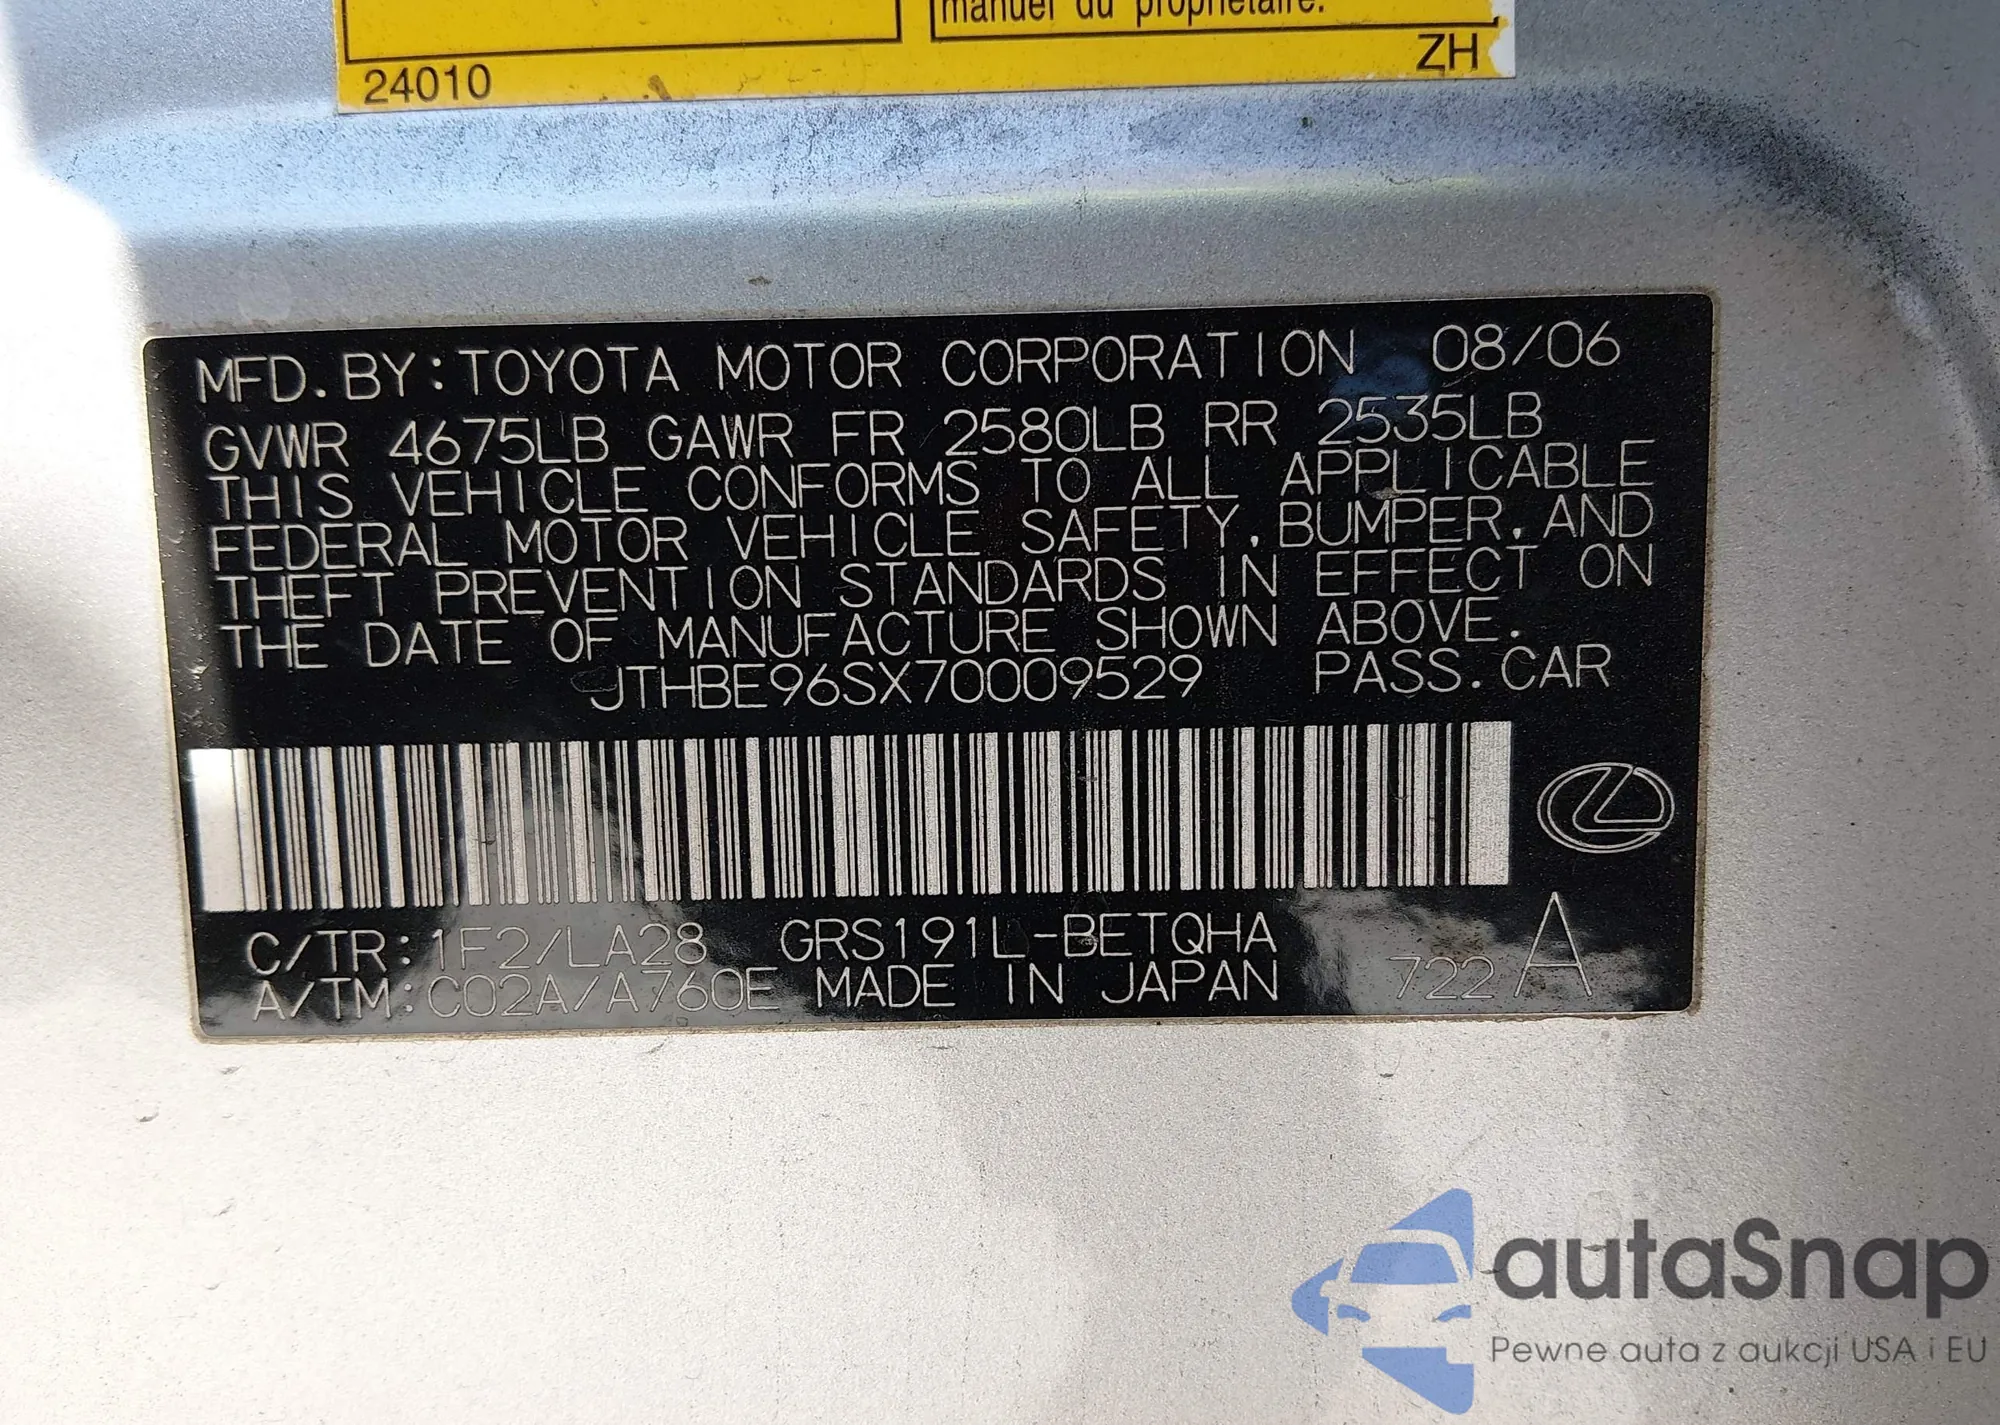 manuel du propriétaire.
24010
ZH
MFD.BY:TOYOTA MOTOR CORPORATION 08/06
GVWR 4675LB GAWR FR 2580LB RR 2535LB
THIS VEHICLE CONFORMS TO ALL APPLICABLE
FEDERAL MOTOR VEHICLE SAFETY,BUMPER,AND
THEFT PREVENTION STANDARDS IN EFFECT ON
THE DATE OF MANUFACTURE SHOWN ABOVE.
JTHBE96SX70009529 PASS.CAR
C/TR:1F2/LA28 GRS191L-BETQHA
A/TM:C02A/A760E MADE IN JAPAN 722 A
autaSnap
Pewne auta z aukcji USA i EU